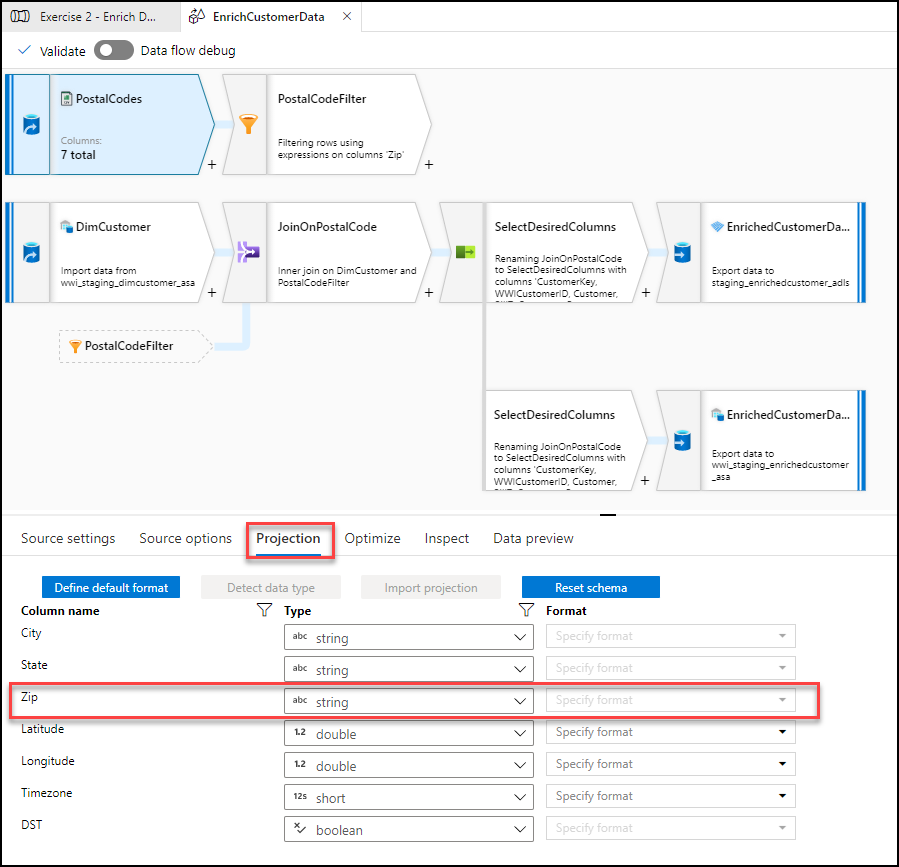 Exercise 2 - Enrich D...
EnrichCustomerData
Validate
Data flow debug
PostalCodes
Columns:
7 total
+
PostalCodeFilter
Filtering rows using
expressions on columns 'Zip'
+
DimCustomer
Import data from
wwi_staging_dimcustomer_asa
+
JoinOnPostalCode
Inner join on DimCustomer and
PostalCodeFilter
+
SelectDesiredColumns
Renaming JoinOnPostalCode
to SelectDesiredColumns with
columns 'CustomerKey,
WWICustomerID, Customer,
+
EnrichedCustomerDa...
Export data to
staging_enrichedcustomer_adls
PostalCodeFilter
SelectDesiredColumns
Renaming JoinOnPostalCode
to SelectDesiredColumns with
columns 'CustomerKey,
WWICustomerID, Customer,
+
EnrichedCustomerDa...
Export data to
wwi_staging_enrichedcustomer
_asa
Source settings Source options Projection Optimize Inspect Data preview
Define default format Detect data type Import projection Reset schema
Column name Type Format
City abc string Specify format
State abc string Specify format
Zip abc string Specify format
Latitude 1.2 double Specify format
Longitude 1.2 double Specify format
Timezone 12s short Specify format
DST boolean Specify format